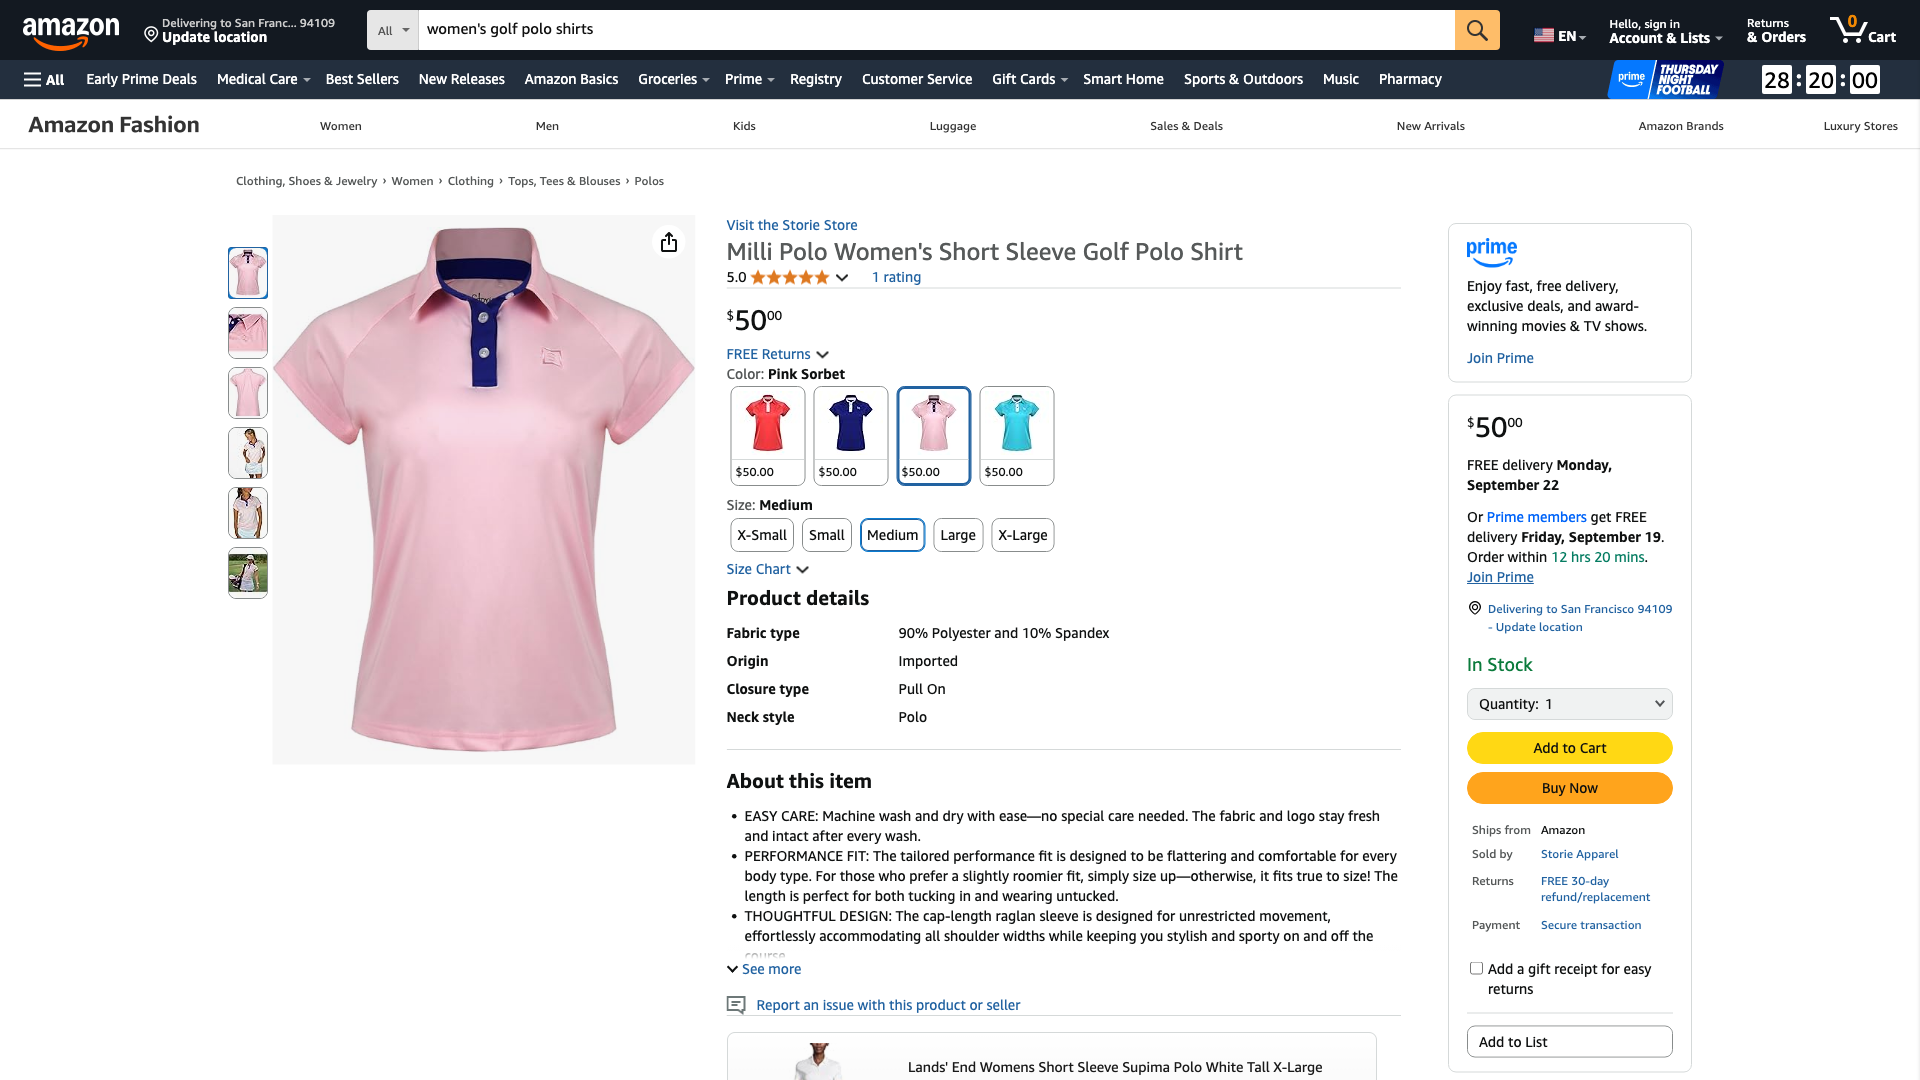 amazon
Delivering to San Franc... 94109
Update location
All
women's golf polo shirts
EN
Hello, sign in
Account & Lists
Returns
& Orders
0
Cart
All
Early Prime Deals
Medical Care
Best Sellers
New Releases
Amazon Basics
Groceries
Prime
Registry
Customer Service
Gift Cards
Smart Home
Sports & Outdoors
Music
Pharmacy
prime
THURSDAY
NIGHT
FOOTBALL
28 : 20 : 00
Amazon Fashion
Women
Men
Kids
Luggage
Sales & Deals
New Arrivals
Amazon Brands
Luxury Stores
Clothing, Shoes & Jewelry › Women › Clothing › Tops, Tees & Blouses › Polos
Visit the Storie Store
Milli Polo Women's Short Sleeve Golf Polo Shirt
5.0
1 rating
$5000
FREE Returns
Color: Pink Sorbet
$50.00
$50.00
$50.00
$50.00
Size: Medium
X-Small
Small
Medium
Large
X-Large
Size Chart
Product details
Fabric type 90% Polyester and 10% Spandex
Origin Imported
Closure type Pull On
Neck style Polo
About this item
• EASY CARE: Machine wash and dry with ease—no special care needed. The fabric and logo stay fresh
and intact after every wash.
• PERFORMANCE FIT: The tailored performance fit is designed to be flattering and comfortable for every
body type. For those who prefer a slightly roomier fit, simply size up—otherwise, it fits true to size! The
length is perfect for both tucking in and wearing untucked.
• THOUGHTFUL DESIGN: The cap-length raglan sleeve is designed for unrestricted movement,
effortlessly accommodating all shoulder widths while keeping you stylish and sporty on and off the
course
See more
Report an issue with this product or seller
Lands' End Womens Short Sleeve Supima Polo White Tall X-Large
prime
Enjoy fast, free delivery,
exclusive deals, and award-
winning movies & TV shows.
Join Prime
$5000
FREE delivery Monday,
September 22
Or Prime members get FREE
delivery Friday, September 19.
Order within 12 hrs 20 mins.
Join Prime
Delivering to San Francisco 94109
- Update location
In Stock
Quantity: 1
Add to Cart
Buy Now
Ships from Amazon
Sold by Storie Apparel
Returns FREE 30-day
refund/replacement
Payment Secure transaction
Add a gift receipt for easy
returns
Add to List